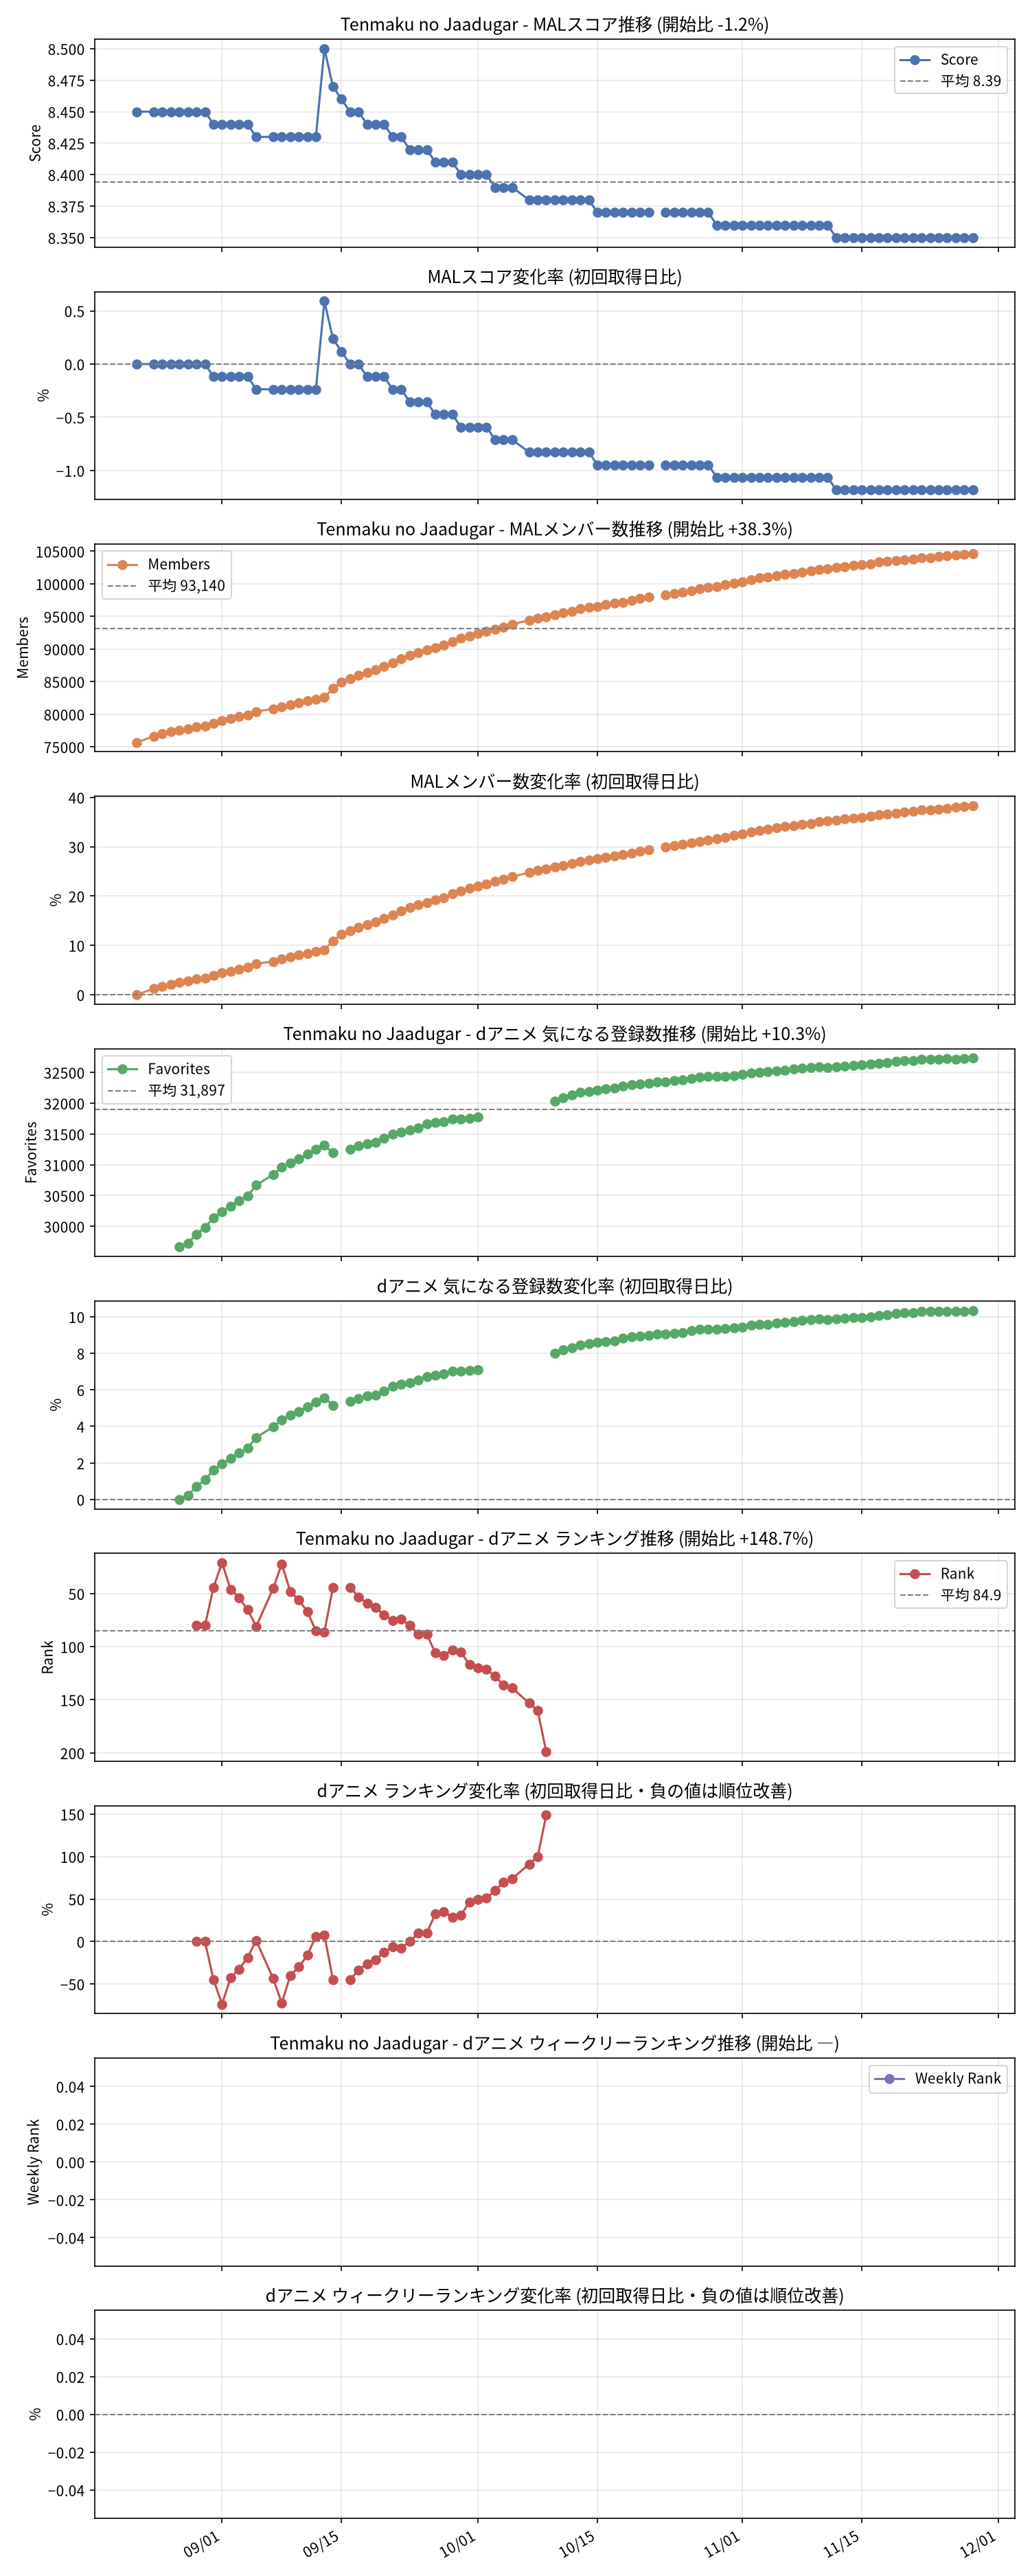 Tenmaku no Jaadugar - MALスコア推移 (開始比 -1.2%)
8.500
8.475
8.450
8.425
8.400
8.375
8.350
Score
Score
平均 8.39
MALスコア変化率 (初回取得日比)
0.5
0.0
−0.5
−1.0
%
Tenmaku no Jaadugar - MALメンバー数推移 (開始比 +38.3%)
105000
100000
95000
90000
85000
80000
75000
Members
Members
平均 93,140
MALメンバー数変化率 (初回取得日比)
40
30
20
10
0
%
Tenmaku no Jaadugar - dアニメ 気になる登録数推移 (開始比 +10.3%)
32500
32000
31500
31000
30500
30000
Favorites
Favorites
平均 31,897
dアニメ 気になる登録数変化率 (初回取得日比)
10
8
6
4
2
0
%
Tenmaku no Jaadugar - dアニメ ランキング推移 (開始比 +148.7%)
50
100
150
200
Rank
Rank
平均 84.9
dアニメ ランキング変化率 (初回取得日比・負の値は順位改善)
150
100
50
0
−50
%
Tenmaku no Jaadugar - dアニメ ウィークリーランキング推移 (開始比 —)
0.04
0.02
0.00
−0.02
−0.04
Weekly Rank
Weekly Rank
dアニメ ウィークリーランキング変化率 (初回取得日比・負の値は順位改善)
0.04
0.02
0.00
−0.02
−0.04
%
09/01
09/15
10/01
10/15
11/01
11/15
12/01